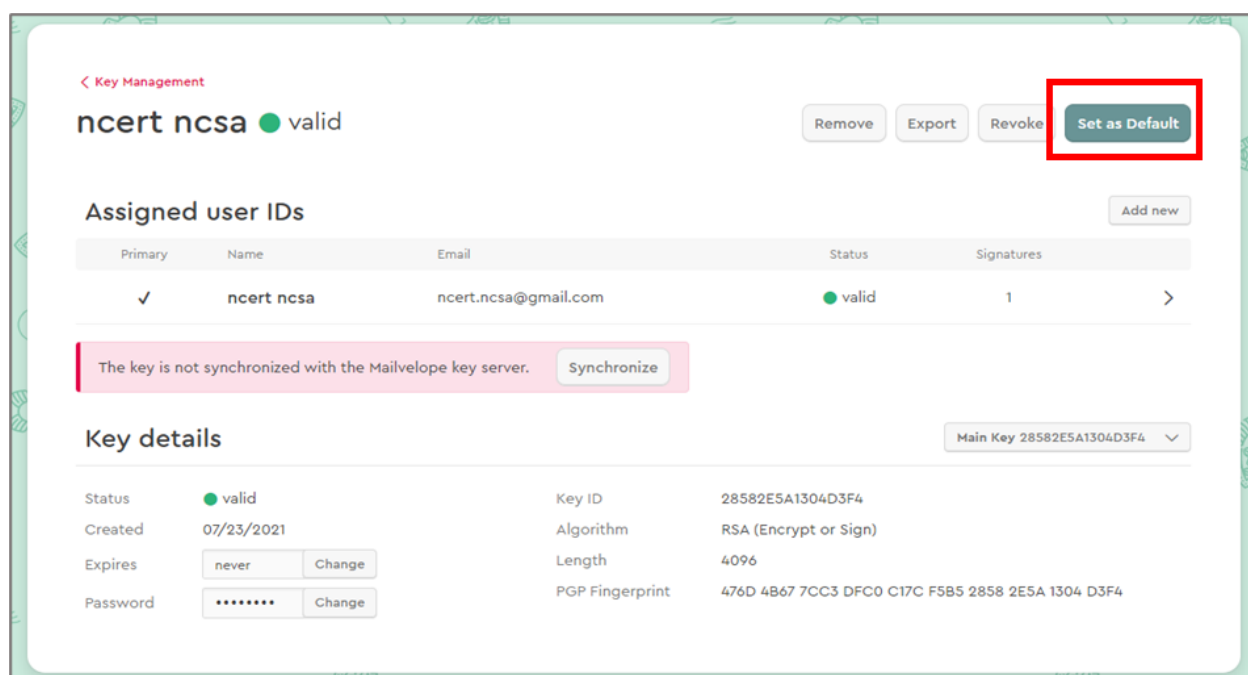 Key Management
ncert ncsa valid
Remove Export Revoke Set as Default
Assigned user IDs
Add new
Primary Name Email Status Signatures
ncert ncsa ncert.ncsa@gmail.com valid 1
The key is not synchronized with the Mailvelope key server. Synchronize
Key details
Main Key 28582E5A1304D3F4
Status valid Key ID 28582E5A1304D3F4
Created 07/23/2021 Algorithm RSA (Encrypt or Sign)
Expires never Change Length 4096
Password •••••••• Change PGP Fingerprint 476D 4B67 7CC3 DFC0 C17C F5B5 2858 2E5A 1304 D3F4